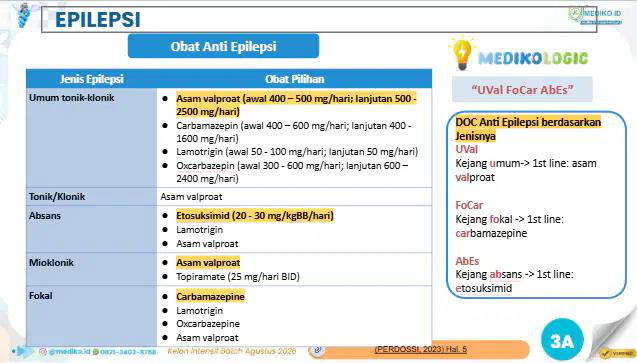 EPILEPSI
MEDIKO.ID
Obat Anti Epilepsi
MEDIKOLOGIC
Jenis Epilepsi
Obat Pilihan
Umum tonik-klonik
● Asam valproat (awal 400 – 500 mg/hari; lanjutan 500 -
2500 mg/hari)
● Carbamazepin (awal 400 – 600 mg/hari; lanjutan 400 -
1600 mg/hari)
● Lamotrigin (awal 50 - 100 mg/hari; lanjutan 50 mg/hari)
● Oxcarbazepin (awal 300 - 600 mg/hari; lanjutan 600 –
2400 mg/hari)
Tonik/Klonik
Asam valproat
Absans
● Etosuksimid (20 - 30 mg/kgBB/hari)
● Lamotrigin
● Asam valproat
Mioklonik
● Asam valproat
● Topiramate (25 mg/hari BID)
Fokal
● Carbamazepine
● Lamotrigin
● Oxcarbazepine
● Asam valproat
"UVal FoCar AbEs"
DOC Anti Epilepsi berdasarkan
Jenisnya
UVal
Kejang umum-> 1st line: asam
valproat
FoCar
Kejang fokal -> 1st line:
carbamazepine
AbEs
Kejang absans -> 1st line:
etosuksimid
3A
@mediko.id 0821-3403-8758 Kelon Intensif Batch Agustus 2026
(PERDOSSI, 2023) Hal. 5
VERIFIED